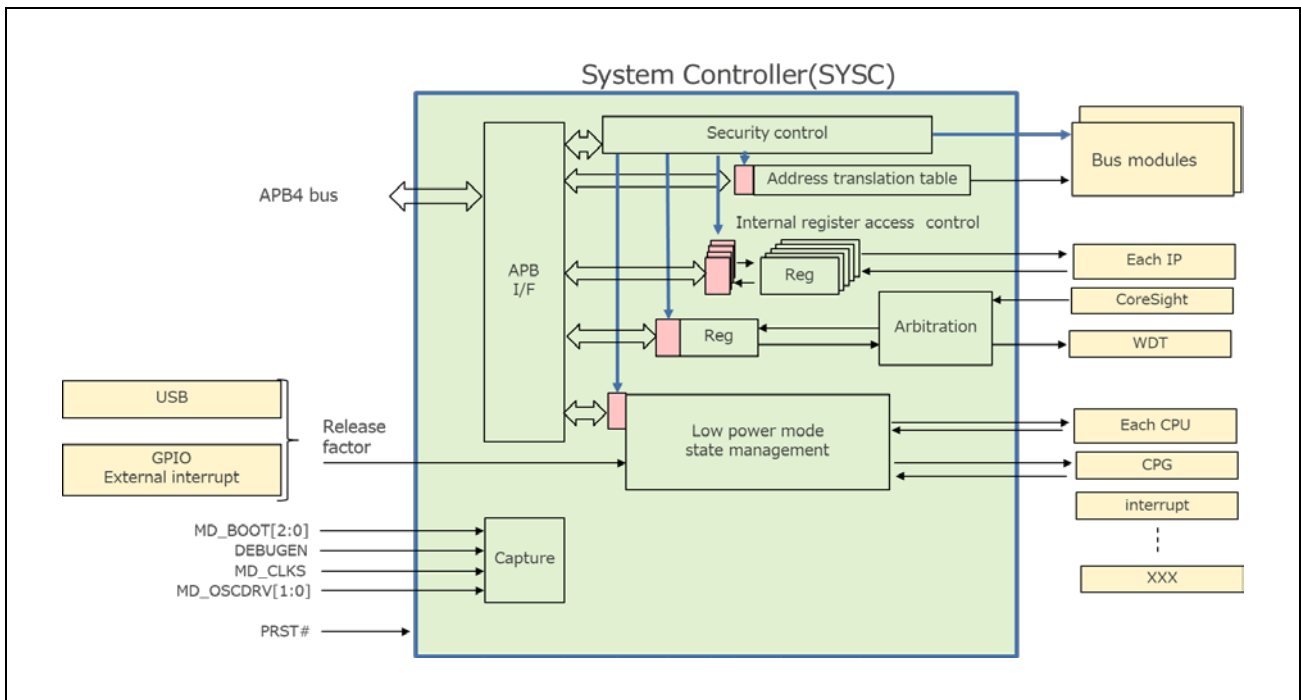 System Controller(SYSC)
Security control
Bus modules
Address translation table
APB4 bus
Internal register access control
APB
I/F
Reg
Each IP
CoreSight
Arbitration
Reg
WDT
USB
Release
factor
GPIO
External interrupt
Low power mode
state management
Each CPU
CPG
interrupt
MD_BOOT[2:0]
DEBUGEN
MD_CLKS
MD_OSCDRV[1:0]
Capture
XXX
PRST#